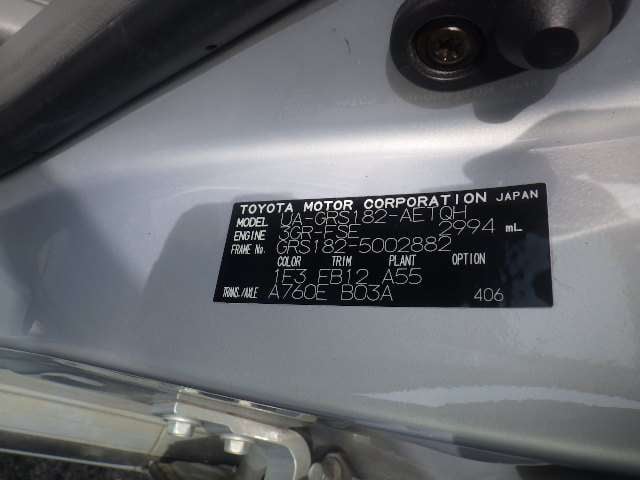 TOYOTA MOTOR CORPORATION JAPAN
MODEL UA-GRS182-AETQH
ENGINE 3GR-FSE 2994 mL
FRAME No. GRS182-5002882
COLOR TRIM PLANT OPTION
1E3 FB12 A55
TRANS./AXLE A760E B03A 406